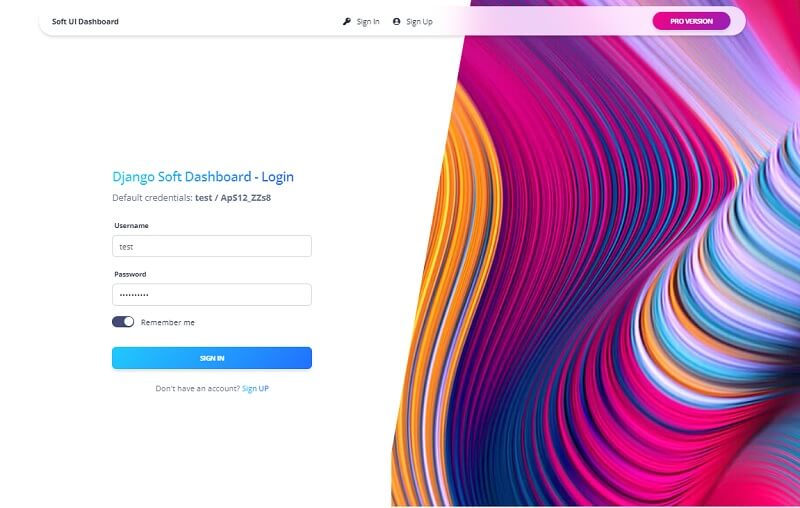 Soft UI Dashboard
Sign In
Sign Up
PRO VERSION
Django Soft Dashboard - Login
Default credentials: test / ApS12_ZZs8
Username
test
Password
••••••••••
Remember me
SIGN IN
Don't have an account? Sign UP